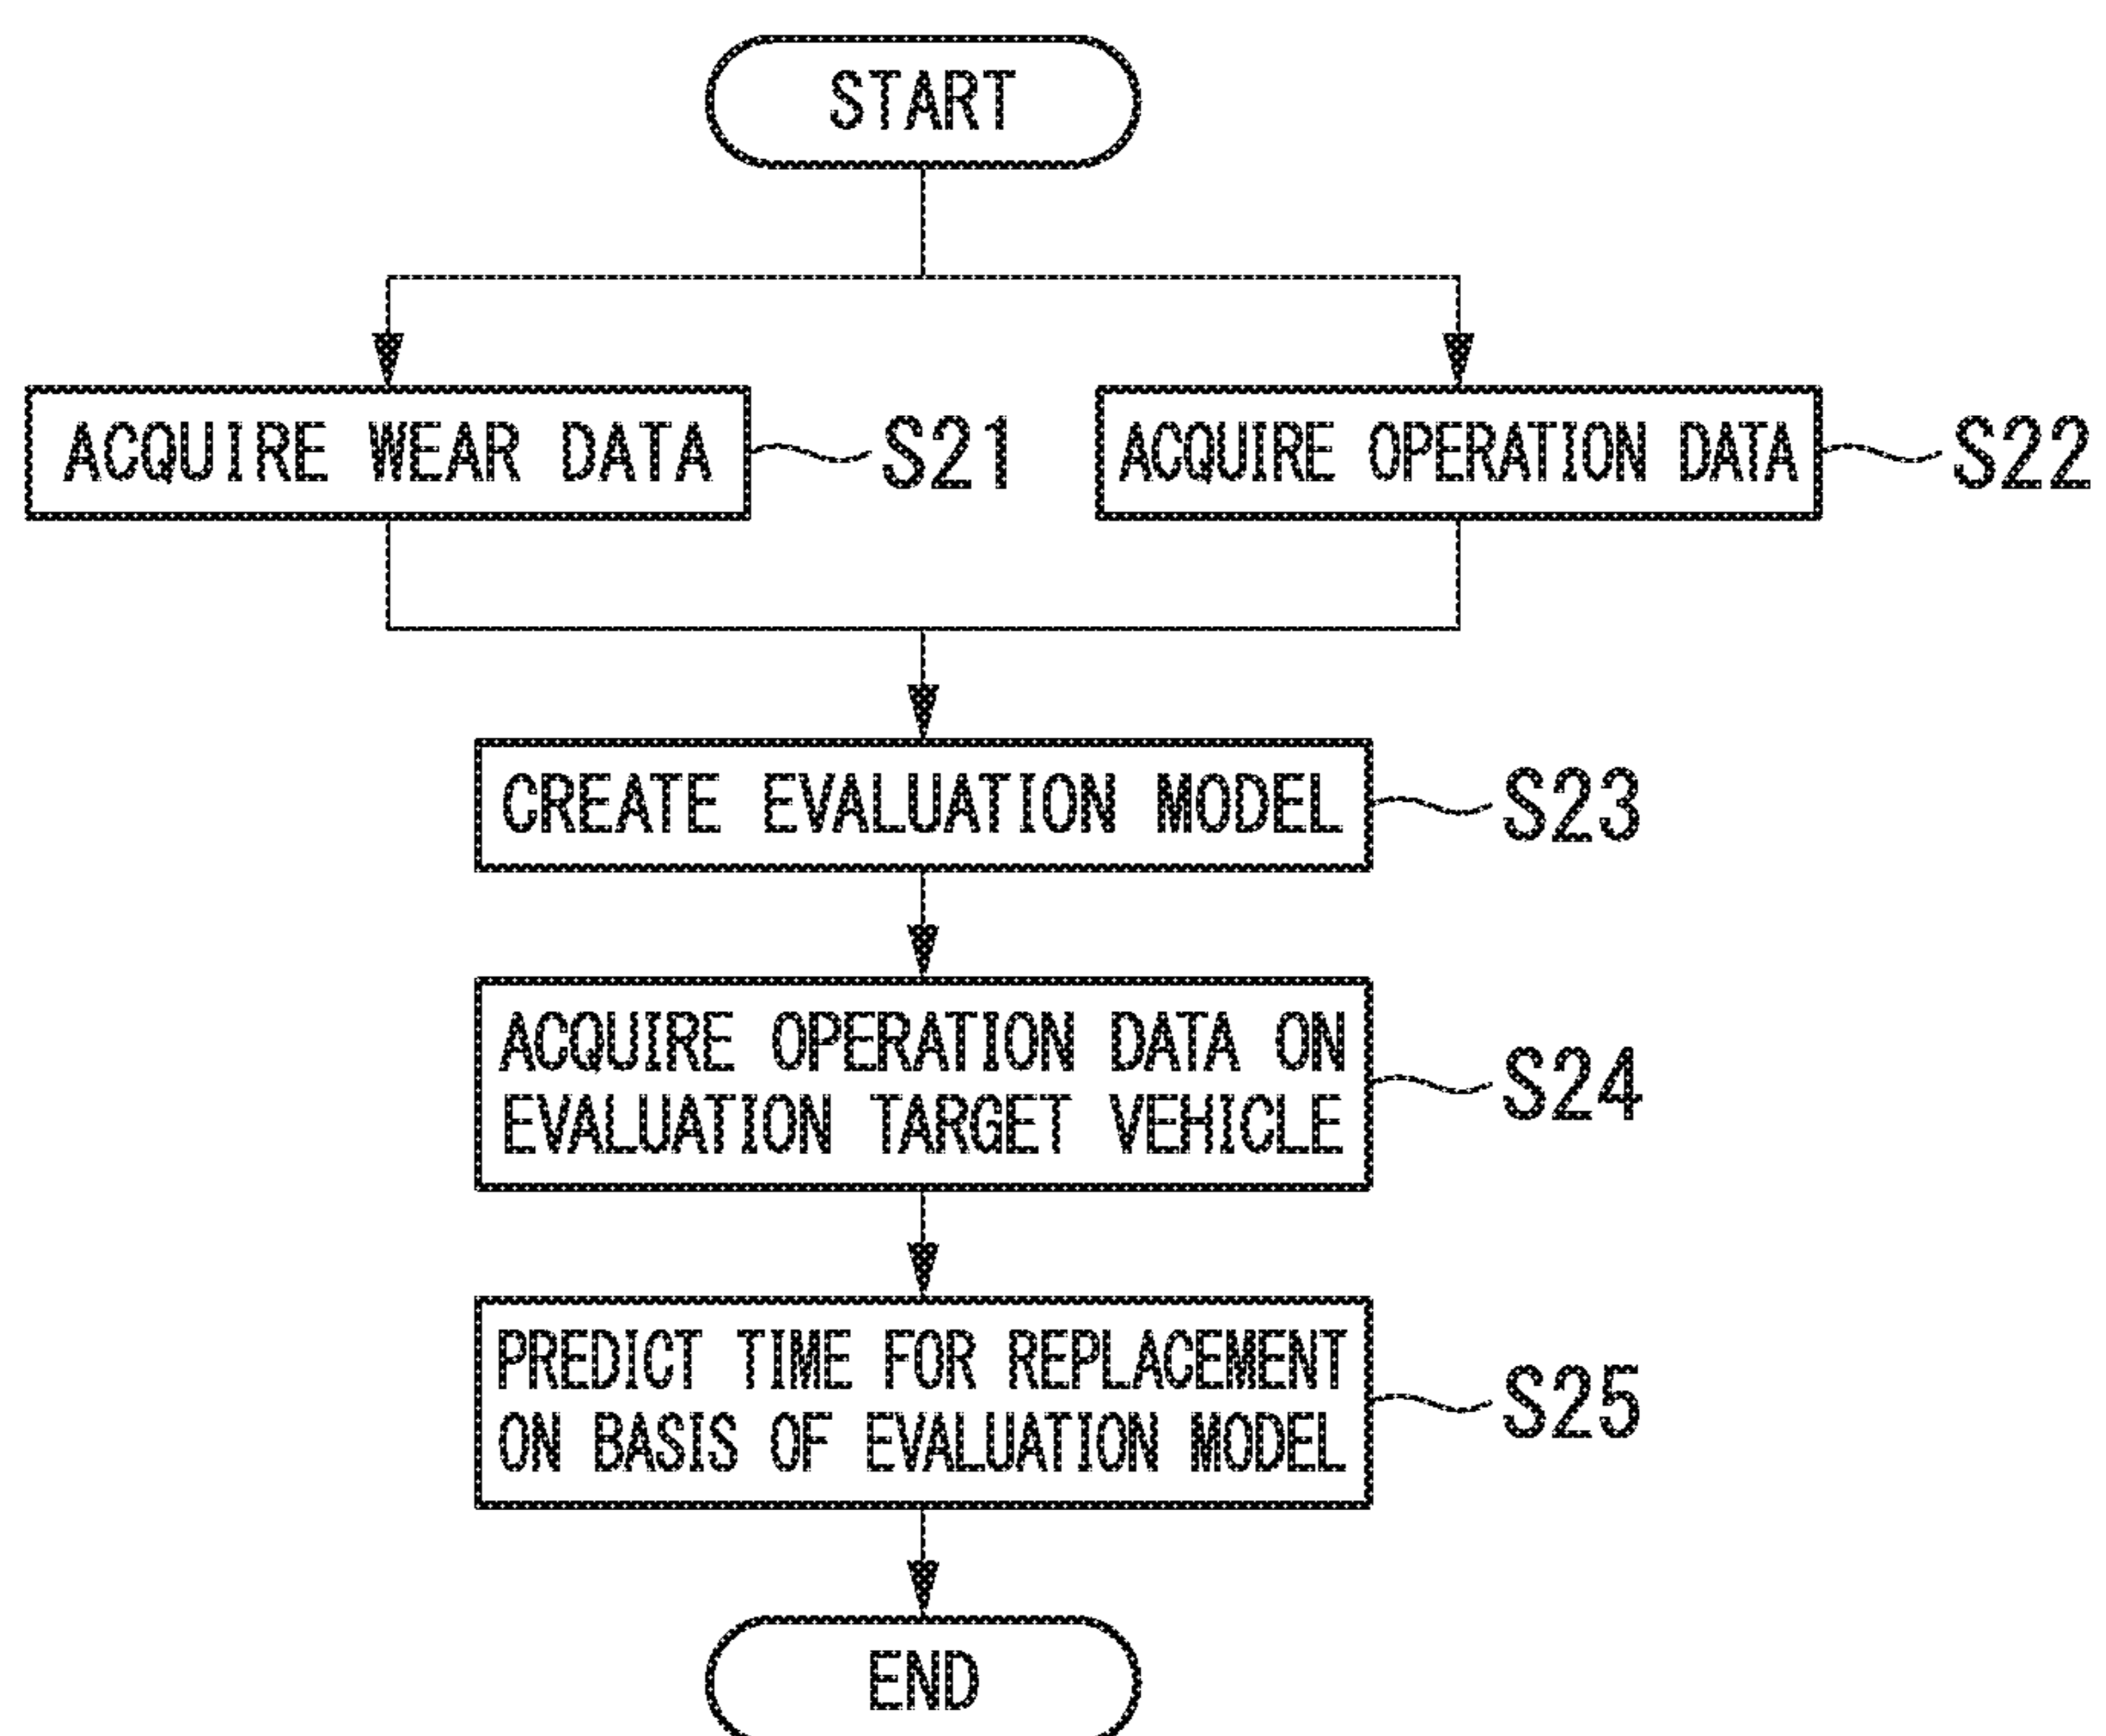 START
ACQUIRE WEAR DATA
S21
ACQUIRE OPERATION DATA
S22
CREATE EVALUATION MODEL
S23
ACQUIRE OPERATION DATA ON
EVALUATION TARGET VEHICLE
S24
PREDICT TIME FOR REPLACEMENT
ON BASIS OF EVALUATION MODEL
S25
END